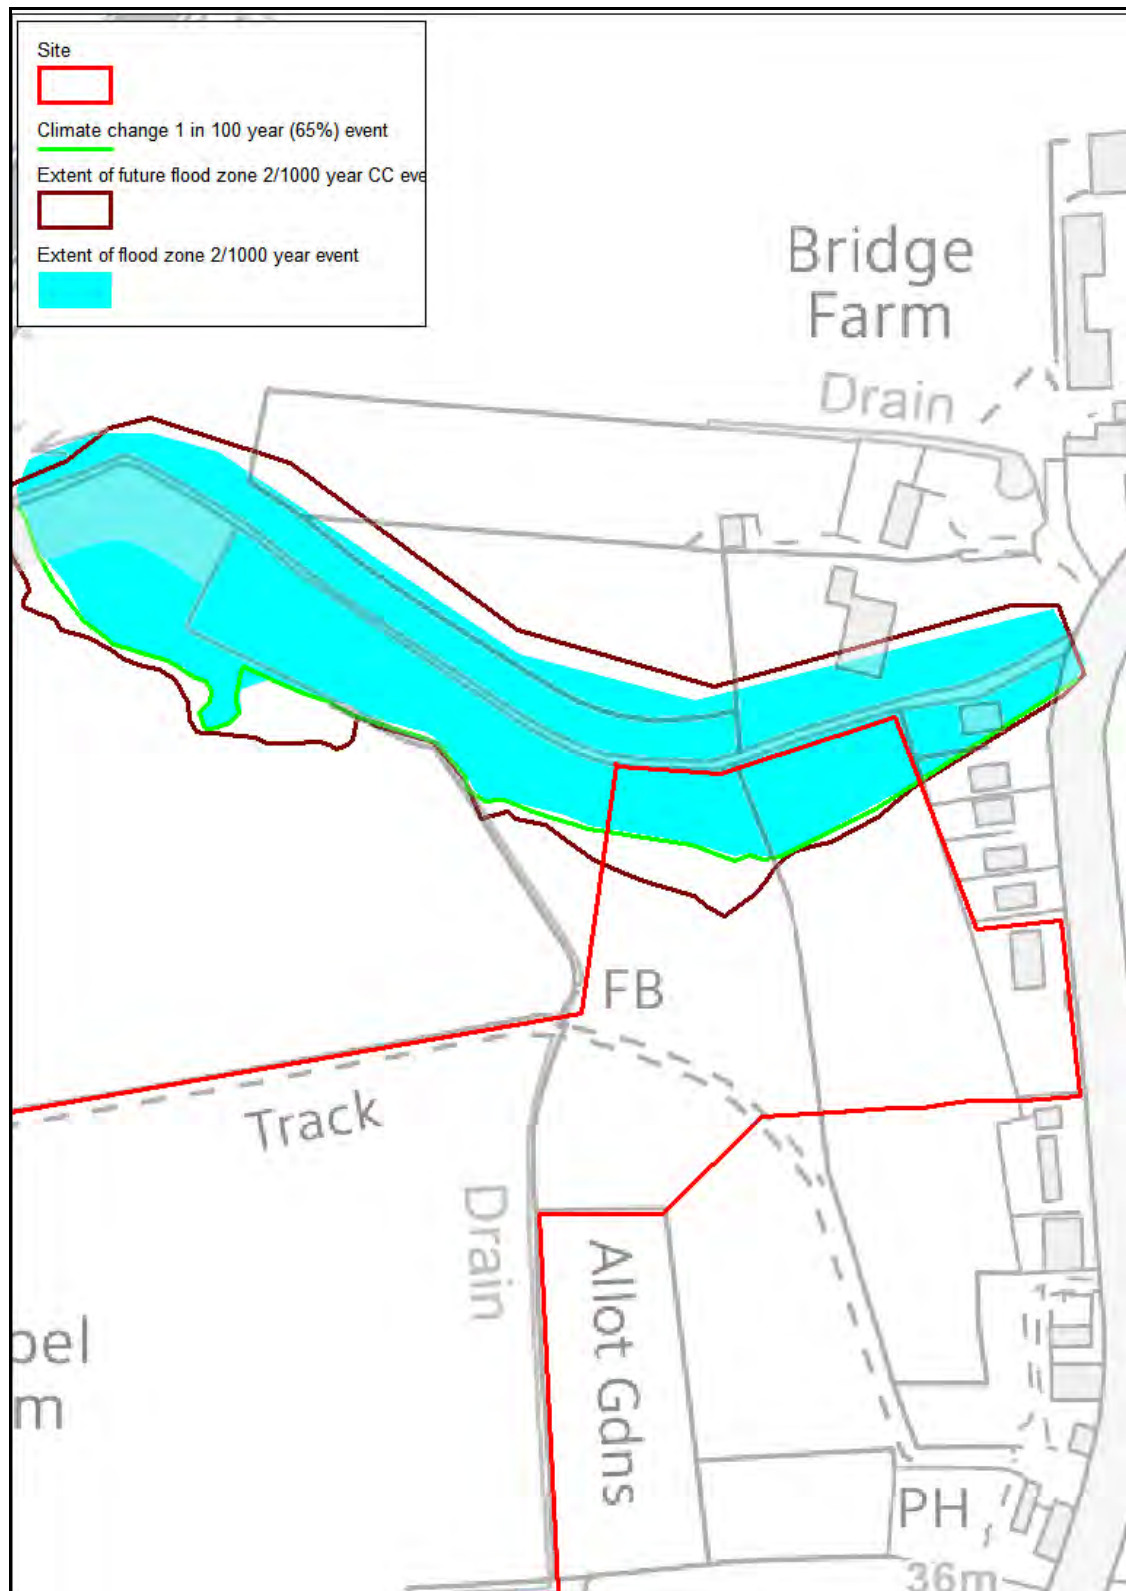 Site
Climate change 1 in 100 year (65%) event
Extent of future flood zone 2/1000 year CC eve
Extent of flood zone 2/1000 year event
Bridge
Farm
Drain
FB
Track
Drain
Allot Gdns
pel
m
PH
36m